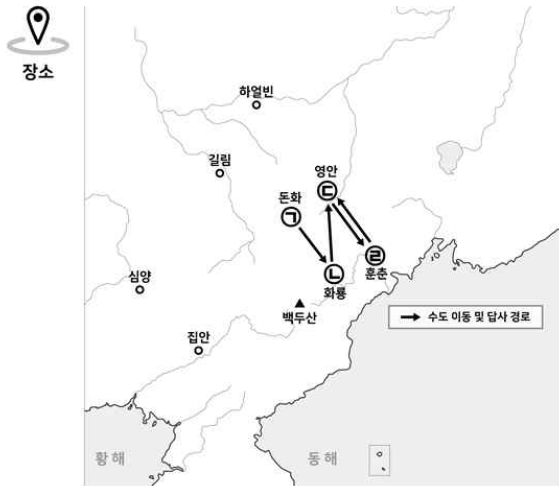 장소
하얼빈
길림
영안
㉢
돈화
㉠
㉣
훈춘
㉡
화룡
심양
백두산
집안
수도 이동 및 답사 경로
황해
동해